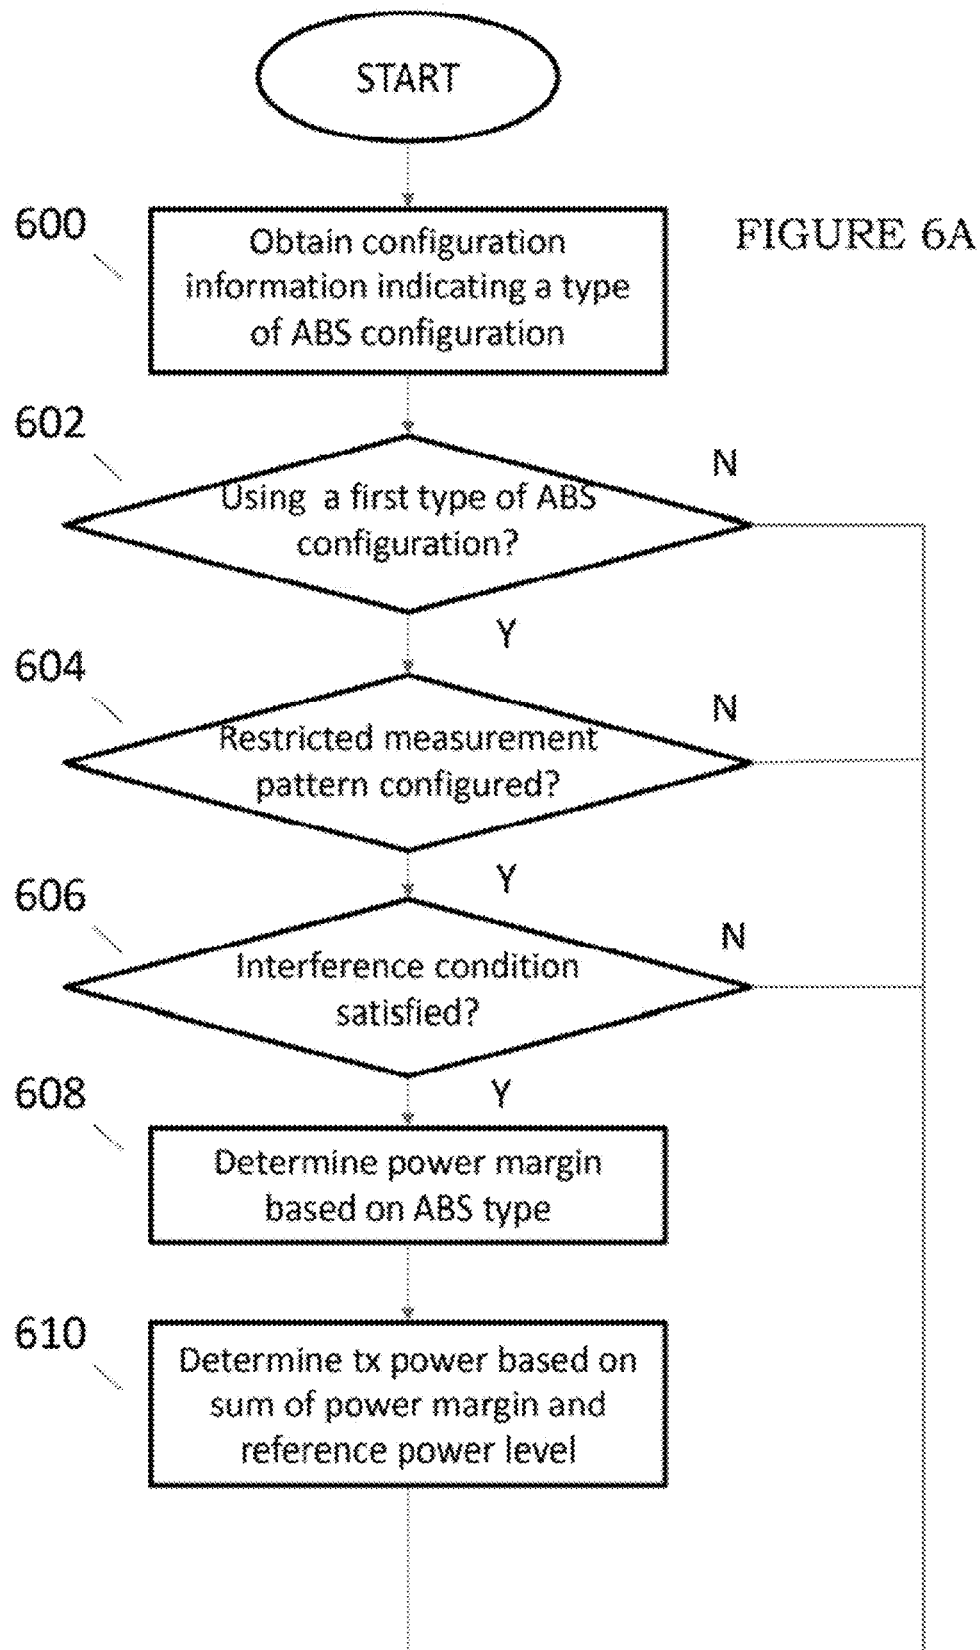 START
600
Obtain configuration
information indicating a type
of ABS configuration
FIGURE 6A
602
Using a first type of ABS
configuration?
N
Y
604
Restricted measurement
pattern configured?
N
Y
606
Interference condition
satisfied?
N
Y
608
Determine power margin
based on ABS type
610
Determine tx power based on
sum of power margin and
reference power level